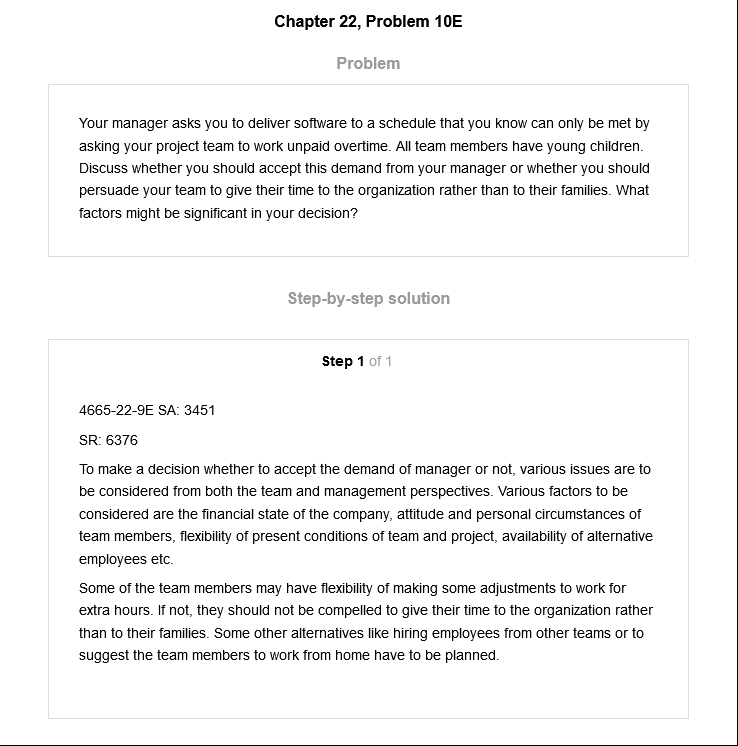 Chapter 22, Problem 10E
Problem
Your manager asks you to deliver software to a schedule that you know can only be met by
asking your project team to work unpaid overtime. All team members have young children.
Discuss whether you should accept this demand from your manager or whether you should
persuade your team to give their time to the organization rather than to their families. What
factors might be significant in your decision?
Step-by-step solution
Step 1 of 1
4665-22-9E SA: 3451
SR: 6376
To make a decision whether to accept the demand of manager or not, various issues are to
be considered from both the team and management perspectives. Various factors to be
considered are the financial state of the company, attitude and personal circumstances of
team members, flexibility of present conditions of team and project, availability of alternative
employees etc.
Some of the team members may have flexibility of making some adjustments to work for
extra hours. If not, they should not be compelled to give their time to the organization rather
than to their families. Some other alternatives like hiring employees from other teams or to
suggest the team members to work from home have to be planned.